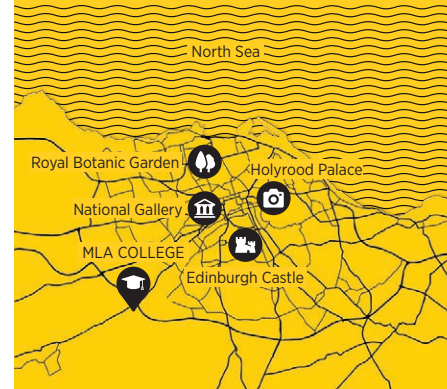 North Sea
Royal Botanic Garden
Holyrood Palace
National Gallery
MLA COLLEGE
Edinburgh Castle